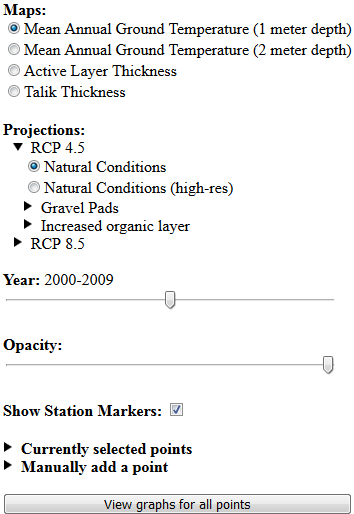 Maps:
Mean Annual Ground Temperature (1 meter depth)
Mean Annual Ground Temperature (2 meter depth)
Active Layer Thickness
Talik Thickness
Projections:
RCP 4.5
Natural Conditions
Natural Conditions (high-res)
Gravel Pads
Increased organic layer
RCP 8.5
Year: 2000-2009
Opacity:
Show Station Markers:
Currently selected points
Manually add a point
View graphs for all points